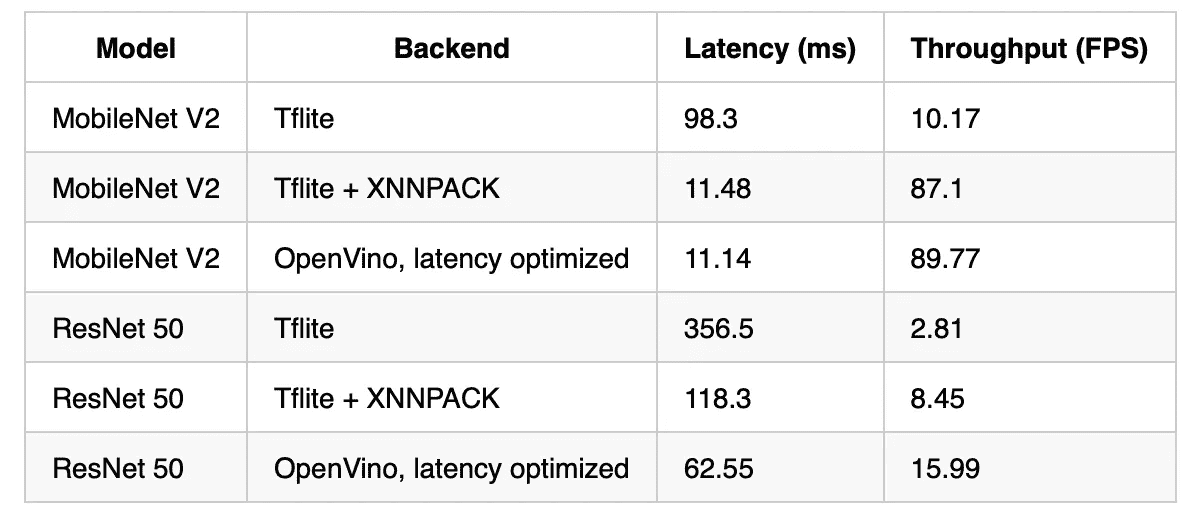 Model Backend Latency (ms) Throughput (FPS)
MobileNet V2 Tflite 98.3 10.17
MobileNet V2 Tflite + XNNPACK 11.48 87.1
MobileNet V2 OpenVino, latency optimized 11.14 89.77
ResNet 50 Tflite 356.5 2.81
ResNet 50 Tflite + XNNPACK 118.3 8.45
ResNet 50 OpenVino, latency optimized 62.55 15.99